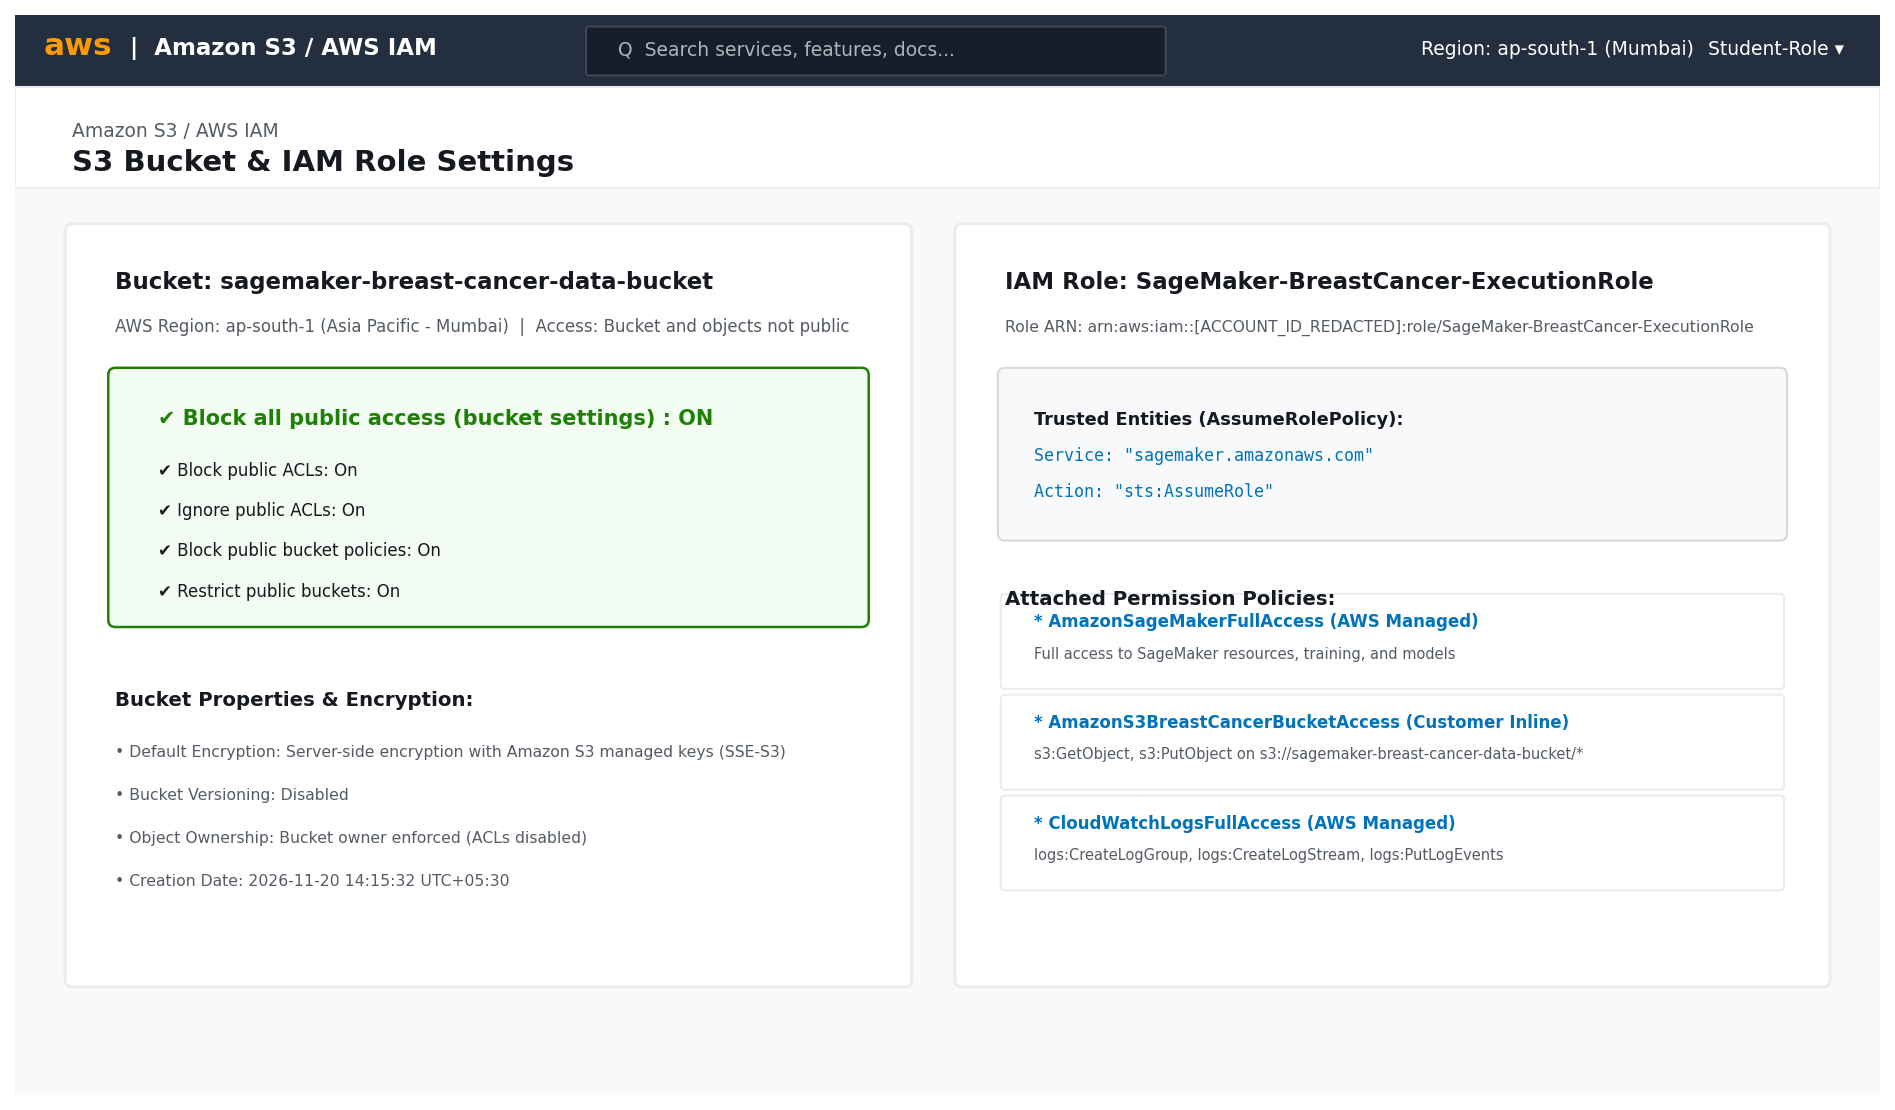 aws | Amazon S3 / AWS IAM
Q Search services, features, docs...
Region: ap-south-1 (Mumbai) Student-Role ▾
Amazon S3 / AWS IAM
S3 Bucket & IAM Role Settings
Bucket: sagemaker-breast-cancer-data-bucket
AWS Region: ap-south-1 (Asia Pacific - Mumbai) | Access: Bucket and objects not public
✔ Block all public access (bucket settings) : ON
✔ Block public ACLs: On
✔ Ignore public ACLs: On
✔ Block public bucket policies: On
✔ Restrict public buckets: On
Bucket Properties & Encryption:
• Default Encryption: Server-side encryption with Amazon S3 managed keys (SSE-S3)
• Bucket Versioning: Disabled
• Object Ownership: Bucket owner enforced (ACLs disabled)
• Creation Date: 2026-11-20 14:15:32 UTC+05:30
IAM Role: SageMaker-BreastCancer-ExecutionRole
Role ARN: arn:aws:iam::[ACCOUNT_ID_REDACTED]:role/SageMaker-BreastCancer-ExecutionRole
Trusted Entities (AssumeRolePolicy):
Service: "sagemaker.amazonaws.com"
Action: "sts:AssumeRole"
Attached Permission Policies:
* AmazonSageMakerFullAccess (AWS Managed)
Full access to SageMaker resources, training, and models
* AmazonS3BreastCancerBucketAccess (Customer Inline)
s3:GetObject, s3:PutObject on s3://sagemaker-breast-cancer-data-bucket/*
* CloudWatchLogsFullAccess (AWS Managed)
logs:CreateLogGroup, logs:CreateLogStream, logs:PutLogEvents